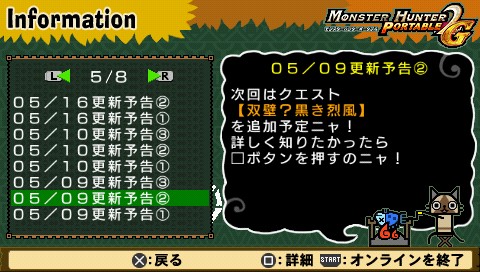 Information
MONSTER HUNTER
PORTABLE 2nd G
L 5/8 R
05/16更新予告②
05/16更新予告①
05/10更新予告③
05/10更新予告②
05/10更新予告①
05/09更新予告③
05/09更新予告②
05/09更新予告①
05/09更新予告②
次回はクエスト
【双壁?黒き烈風】
を追加予定ニャ!
詳しく知りたかったら
□ボタンを押すのニャ!
×:戻る □:詳細 START:オンラインを終了